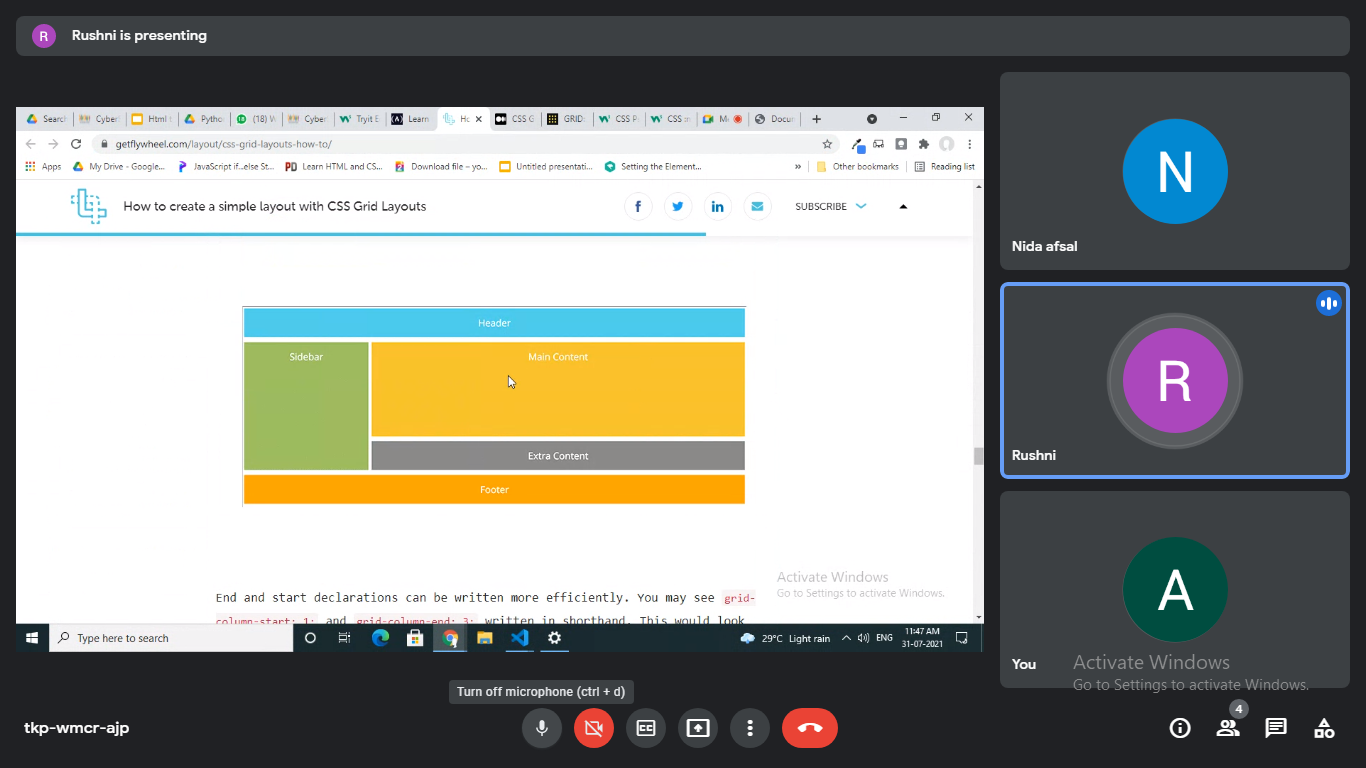 R
Rushni is presenting
Search
Cyber
Html t
Pytho
(18) W
Cyber
Tryit E
Learn
Ho
CSS G
GRID:
CSS P
CSS
M
Docu
getflywheel.com/layout/css-grid-layouts-how-to/
Apps
My Drive - Google...
JavaScript if...else St...
PD Learn HTML and CS...
Download file – yo...
Untitled presentati...
Setting the Element...
»
Other bookmarks
Reading list
How to create a simple layout with CSS Grid Layouts
SUBSCRIBE
Header
Sidebar
Main Content
Extra Content
Footer
End and start declarations can be written more efficiently. You may see grid-
column-start: 1; and grid-column-end: 3; written in shorthand. This would look
Activate Windows
Go to Settings to activate Windows.
Type here to search
29°C Light rain
ENG
11:47 AM
31-07-2021
N
Nida afsal
R
Rushni
A
You
Activate Windows
Go to Settings to activate Windows.
Turn off microphone (ctrl + d)
tkp-wmcr-ajp
CC
4